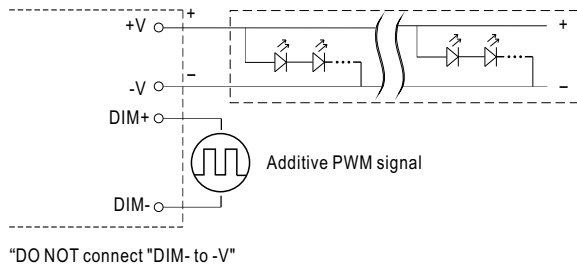 +V
+
+
-V
−
−
DIM+
Additive PWM signal
DIM-
“DO NOT connect "DIM- to -V"